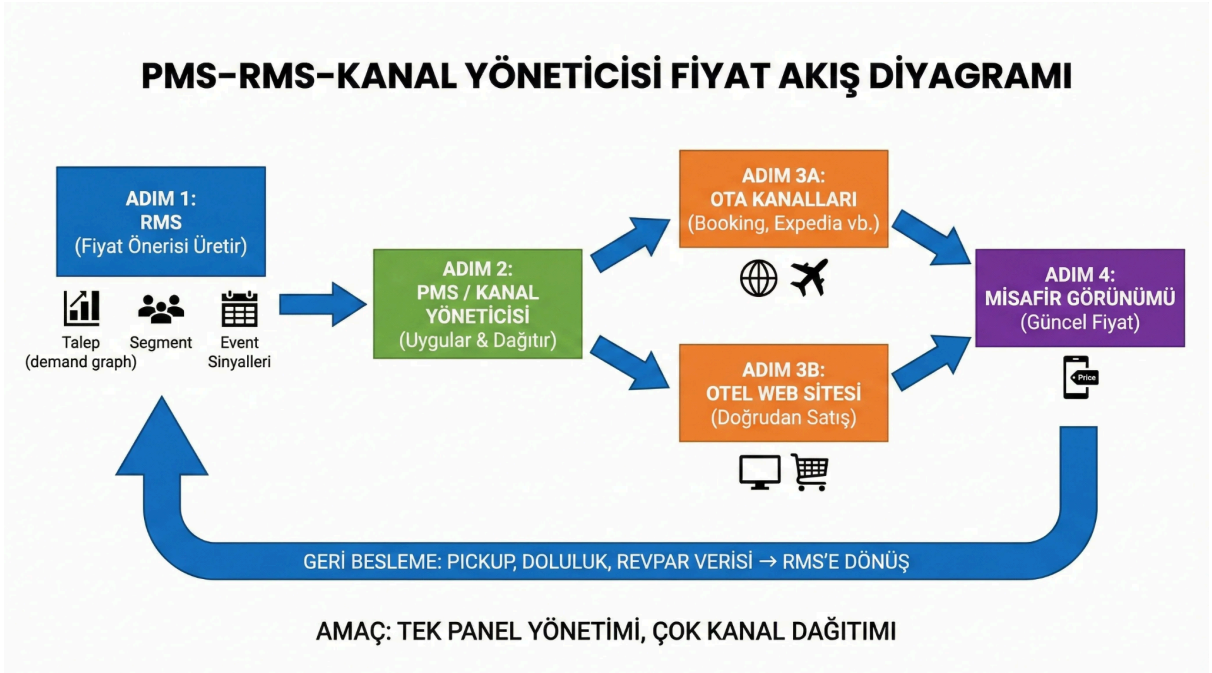 PMS-RMS-KANAL YÖNETİCİSİ FİYAT AKIŞ DİYAGRAMI
ADIM 1:
RMS
(Fiyat Önerisi Üretir)
Talep
(demand graph)
Segment
Event
Sinyalleri
ADIM 2:
PMS / KANAL
YÖNETİCİSİ
(Uygular & Dağıtır)
ADIM 3A:
OTA KANALLARI
(Booking, Expedia vb.)
ADIM 3B:
OTEL WEB SİTESİ
(Doğrudan Satış)
ADIM 4:
MİSAFİR GÖRÜNÜMÜ
(Güncel Fiyat)
Price
GERİ BESLEME: PICKUP, DOLULUK, REVPAR VERİSİ → RMS'E DÖNÜŞ
AMAÇ: TEK PANEL YÖNETİMİ, ÇOK KANAL DAĞITIMI